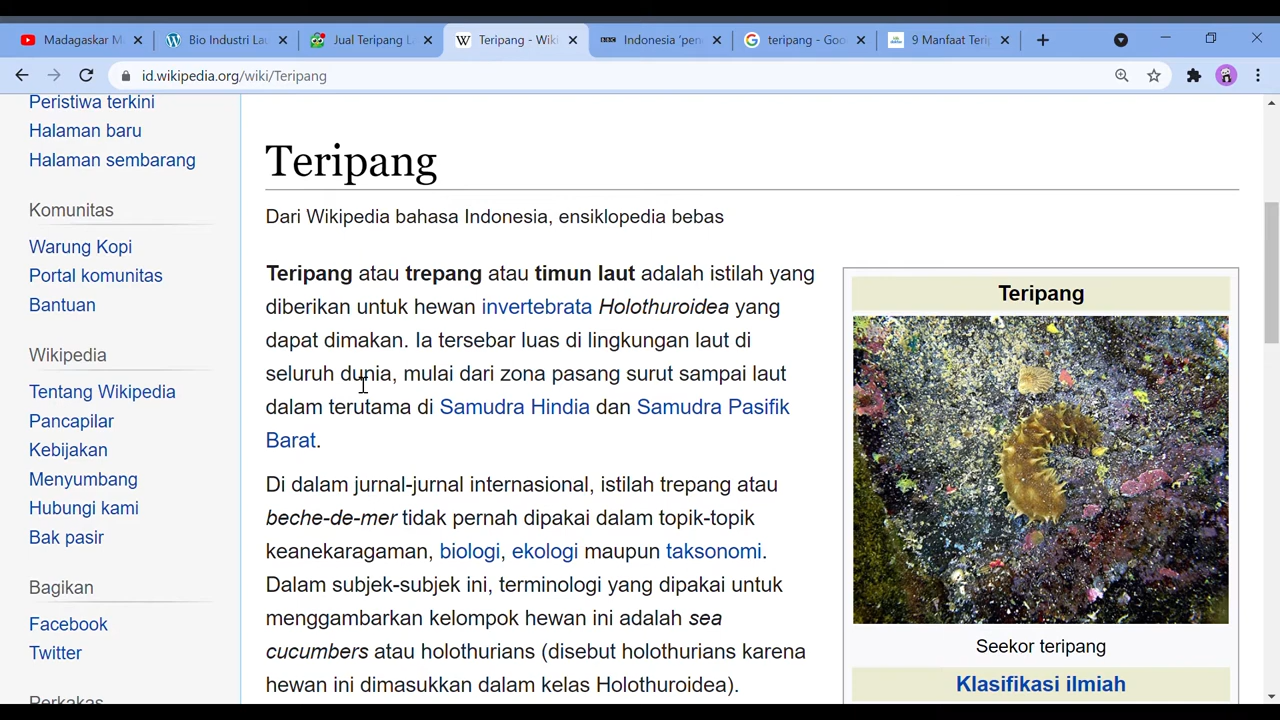 Madagaskar M
Bio Industri Lau
Jual Teripang L
Teripang - Wiki
Indonesia 'pen
teripang - Goo
9 Manfaat Terip
id.wikipedia.org/wiki/Teripang
Peristiwa terkini
Halaman baru
Halaman sembarang
Komunitas
Warung Kopi
Portal komunitas
Bantuan
Wikipedia
Tentang Wikipedia
Pancapilar
Kebijakan
Menyumbang
Hubungi kami
Bak pasir
Bagikan
Facebook
Twitter
Perkakas
Teripang
Dari Wikipedia bahasa Indonesia, ensiklopedia bebas
Teripang atau trepang atau timun laut adalah istilah yang
diberikan untuk hewan invertebrata Holothuroidea yang
dapat dimakan. Ia tersebar luas di lingkungan laut di
seluruh dunia, mulai dari zona pasang surut sampai laut
dalam terutama di Samudra Hindia dan Samudra Pasifik
Barat.
Di dalam jurnal-jurnal internasional, istilah trepang atau
beche-de-mer tidak pernah dipakai dalam topik-topik
keanekaragaman, biologi, ekologi maupun taksonomi.
Dalam subjek-subjek ini, terminologi yang dipakai untuk
menggambarkan kelompok hewan ini adalah sea
cucumbers atau holothurians (disebut holothurians karena
hewan ini dimasukkan dalam kelas Holothuroidea).
Teripang
Seekor teripang
Klasifikasi ilmiah